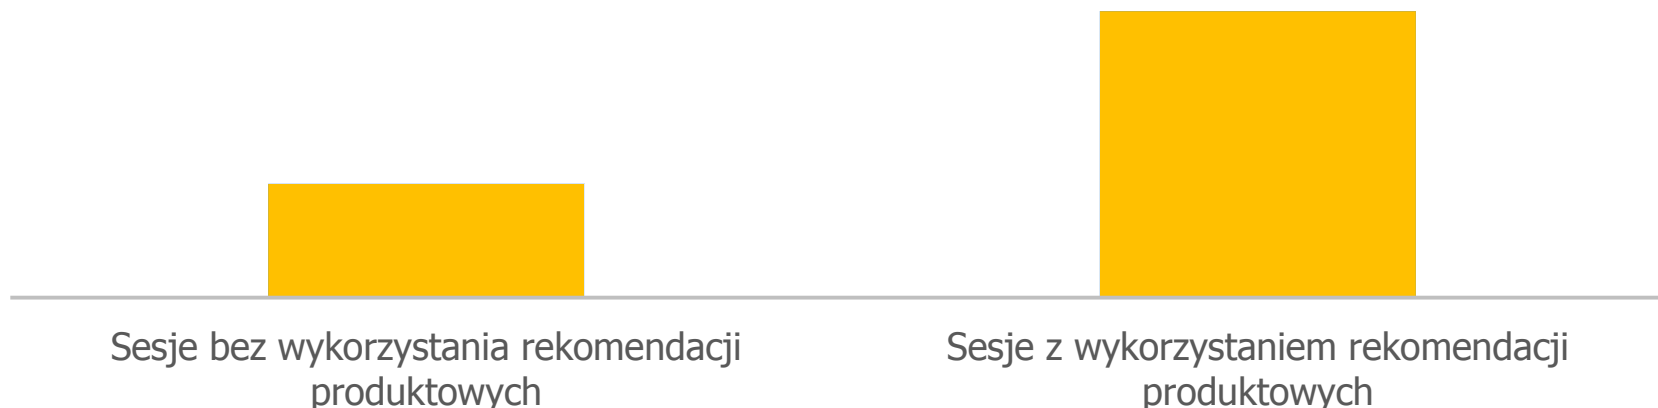 Sesje bez wykorzystania rekomendacji
produktowych
Sesje z wykorzystaniem rekomendacji
produktowych